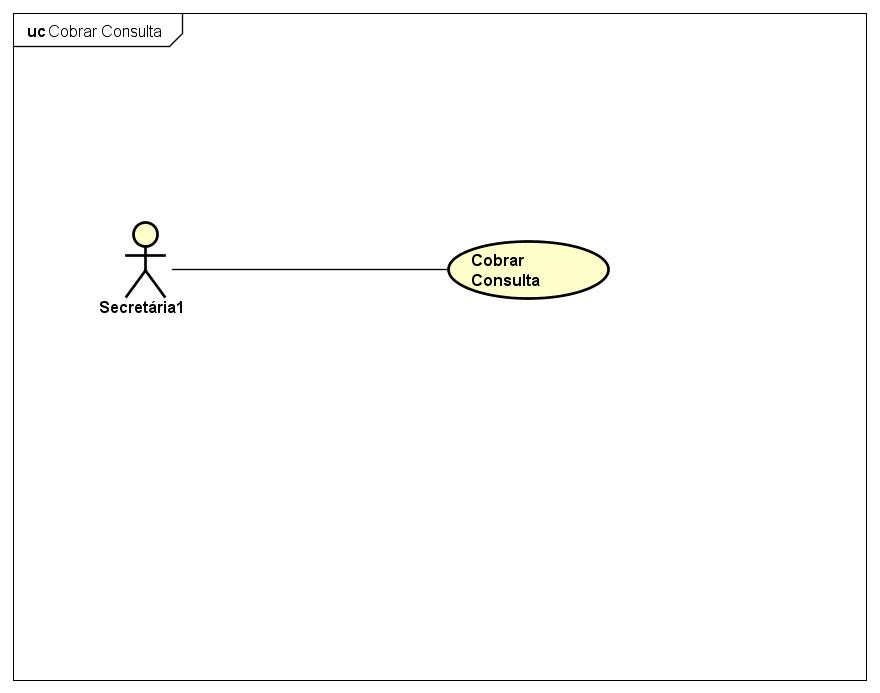 uc Cobrar Consulta
Cobrar
Consulta
Secretária1